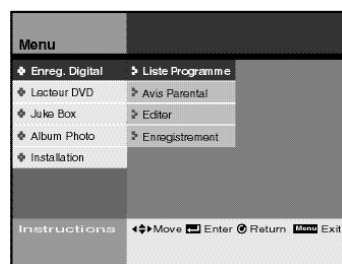 Menu
Enreg. Digital
Liste Programme
Lecteur DVD
Avis Parental
Juke Box
Editer
Album Photo
Enregistrement
Installation
Instructions Move Enter Return Menu Exit